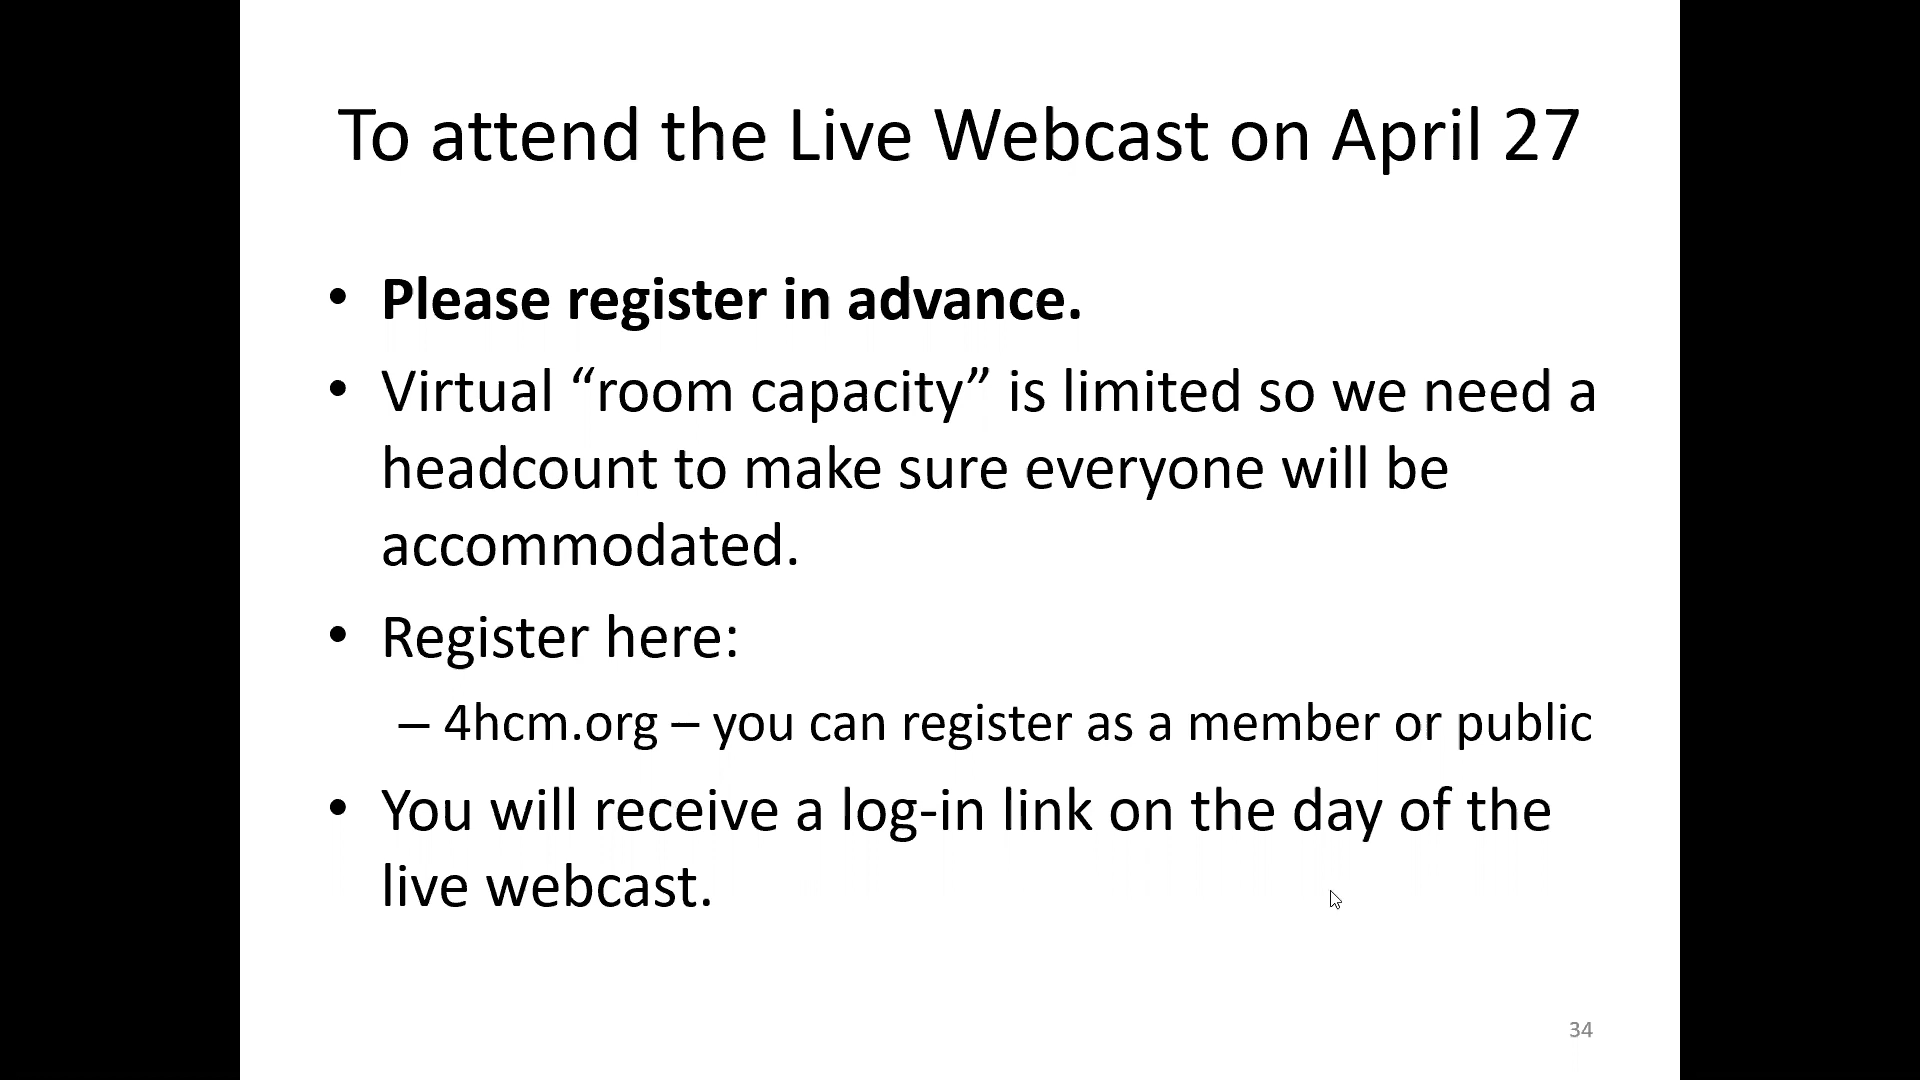 To attend the Live Webcast on April 27
• Please register in advance.
• Virtual “room capacity” is limited so we need a
headcount to make sure everyone will be
accommodated.
• Register here:
– 4hcm.org – you can register as a member or public
• You will receive a log-in link on the day of the
live webcast.
34